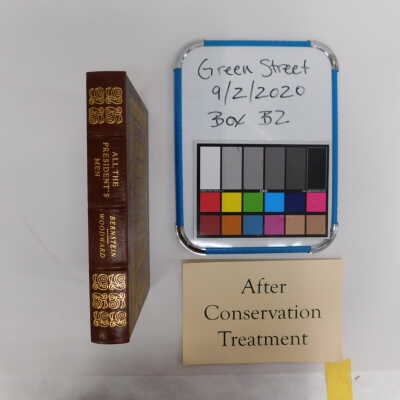 Green Street
9/2/2020
Box B2
ALL THE
PRESIDENT'S
MEN
BERNSTEIN
WOODWARD
After
Conservation
Treatment